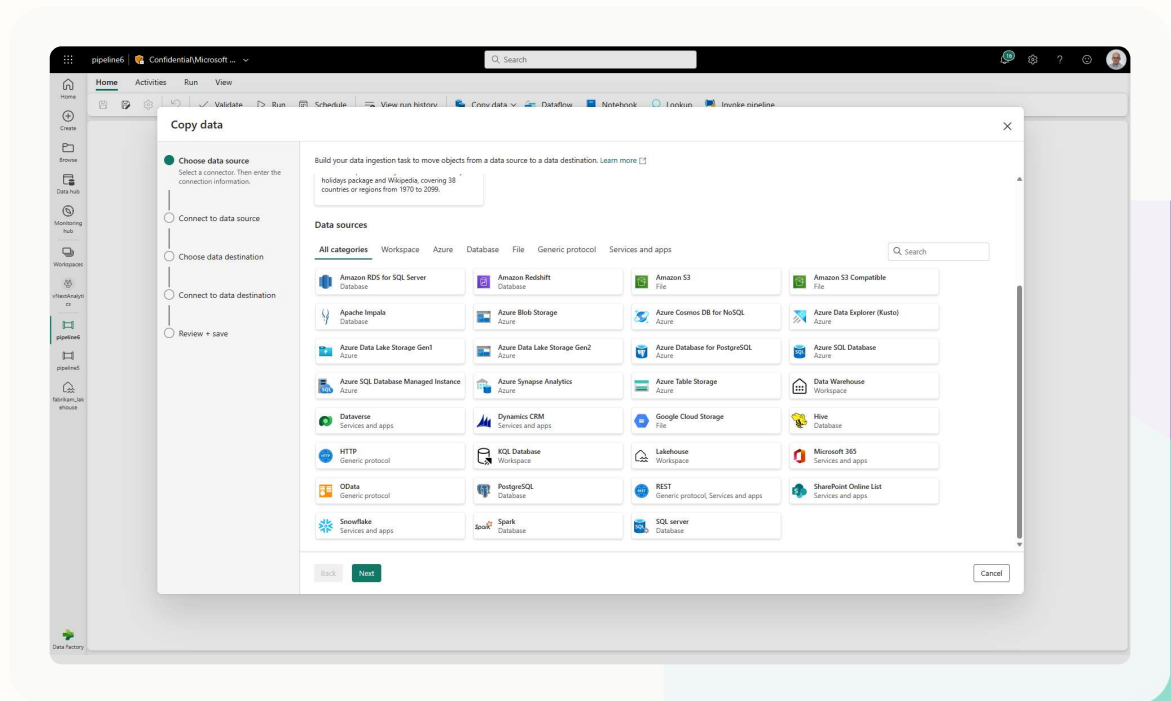 pipeline6
Confidential\Microsoft ...
Search
16
?
Home Activities Run View
Validate Run Schedule View run history Copy data Dataflow Notebook Lookup Invoke pipeline
Home
Create
Browse
Data hub
Monitoring
hub
Workspaces
vNextAnalyti
cs
pipeline6
pipeline5
fabrikam_lak
ehouse
Data Factory
Copy data
Choose data source
Select a connector. Then enter the
connection information.
Connect to data source
Choose data destination
Connect to data destination
Review + save
Build your data ingestion task to move objects from a data source to a data destination. Learn more
holidays package and Wikipedia, covering 38
countries or regions from 1970 to 2099.
Data sources
All categories Workspace Azure Database File Generic protocol Services and apps
Search
Amazon RDS for SQL Server
Database
Amazon Redshift
Database
Amazon S3
File
Amazon S3 Compatible
File
Apache Impala
Database
Azure Blob Storage
Azure
Azure Cosmos DB for NoSQL
Azure
Azure Data Explorer (Kusto)
Azure
Azure Data Lake Storage Gen1
Azure
Azure Data Lake Storage Gen2
Azure
Azure Database for PostgreSQL
Azure
SQL
Azure SQL Database
Azure
SQL
Azure SQL Database Managed Instance
Azure
Azure Synapse Analytics
Azure
Azure Table Storage
Azure
Data Warehouse
Workspace
Dataverse
Services and apps
Dynamics CRM
Services and apps
Google Cloud Storage
File
Hive
Database
HTTP
HTTP
Generic protocol
KQL Database
Workspace
Lakehouse
Workspace
Microsoft 365
Services and apps
OData
Generic protocol
PostgreSQL
Database
REST
REST
Generic protocol, Services and apps
SharePoint Online List
Services and apps
Snowflake
Services and apps
Spark
Spark
Database
SQL
SQL server
Database
Back Next
Cancel